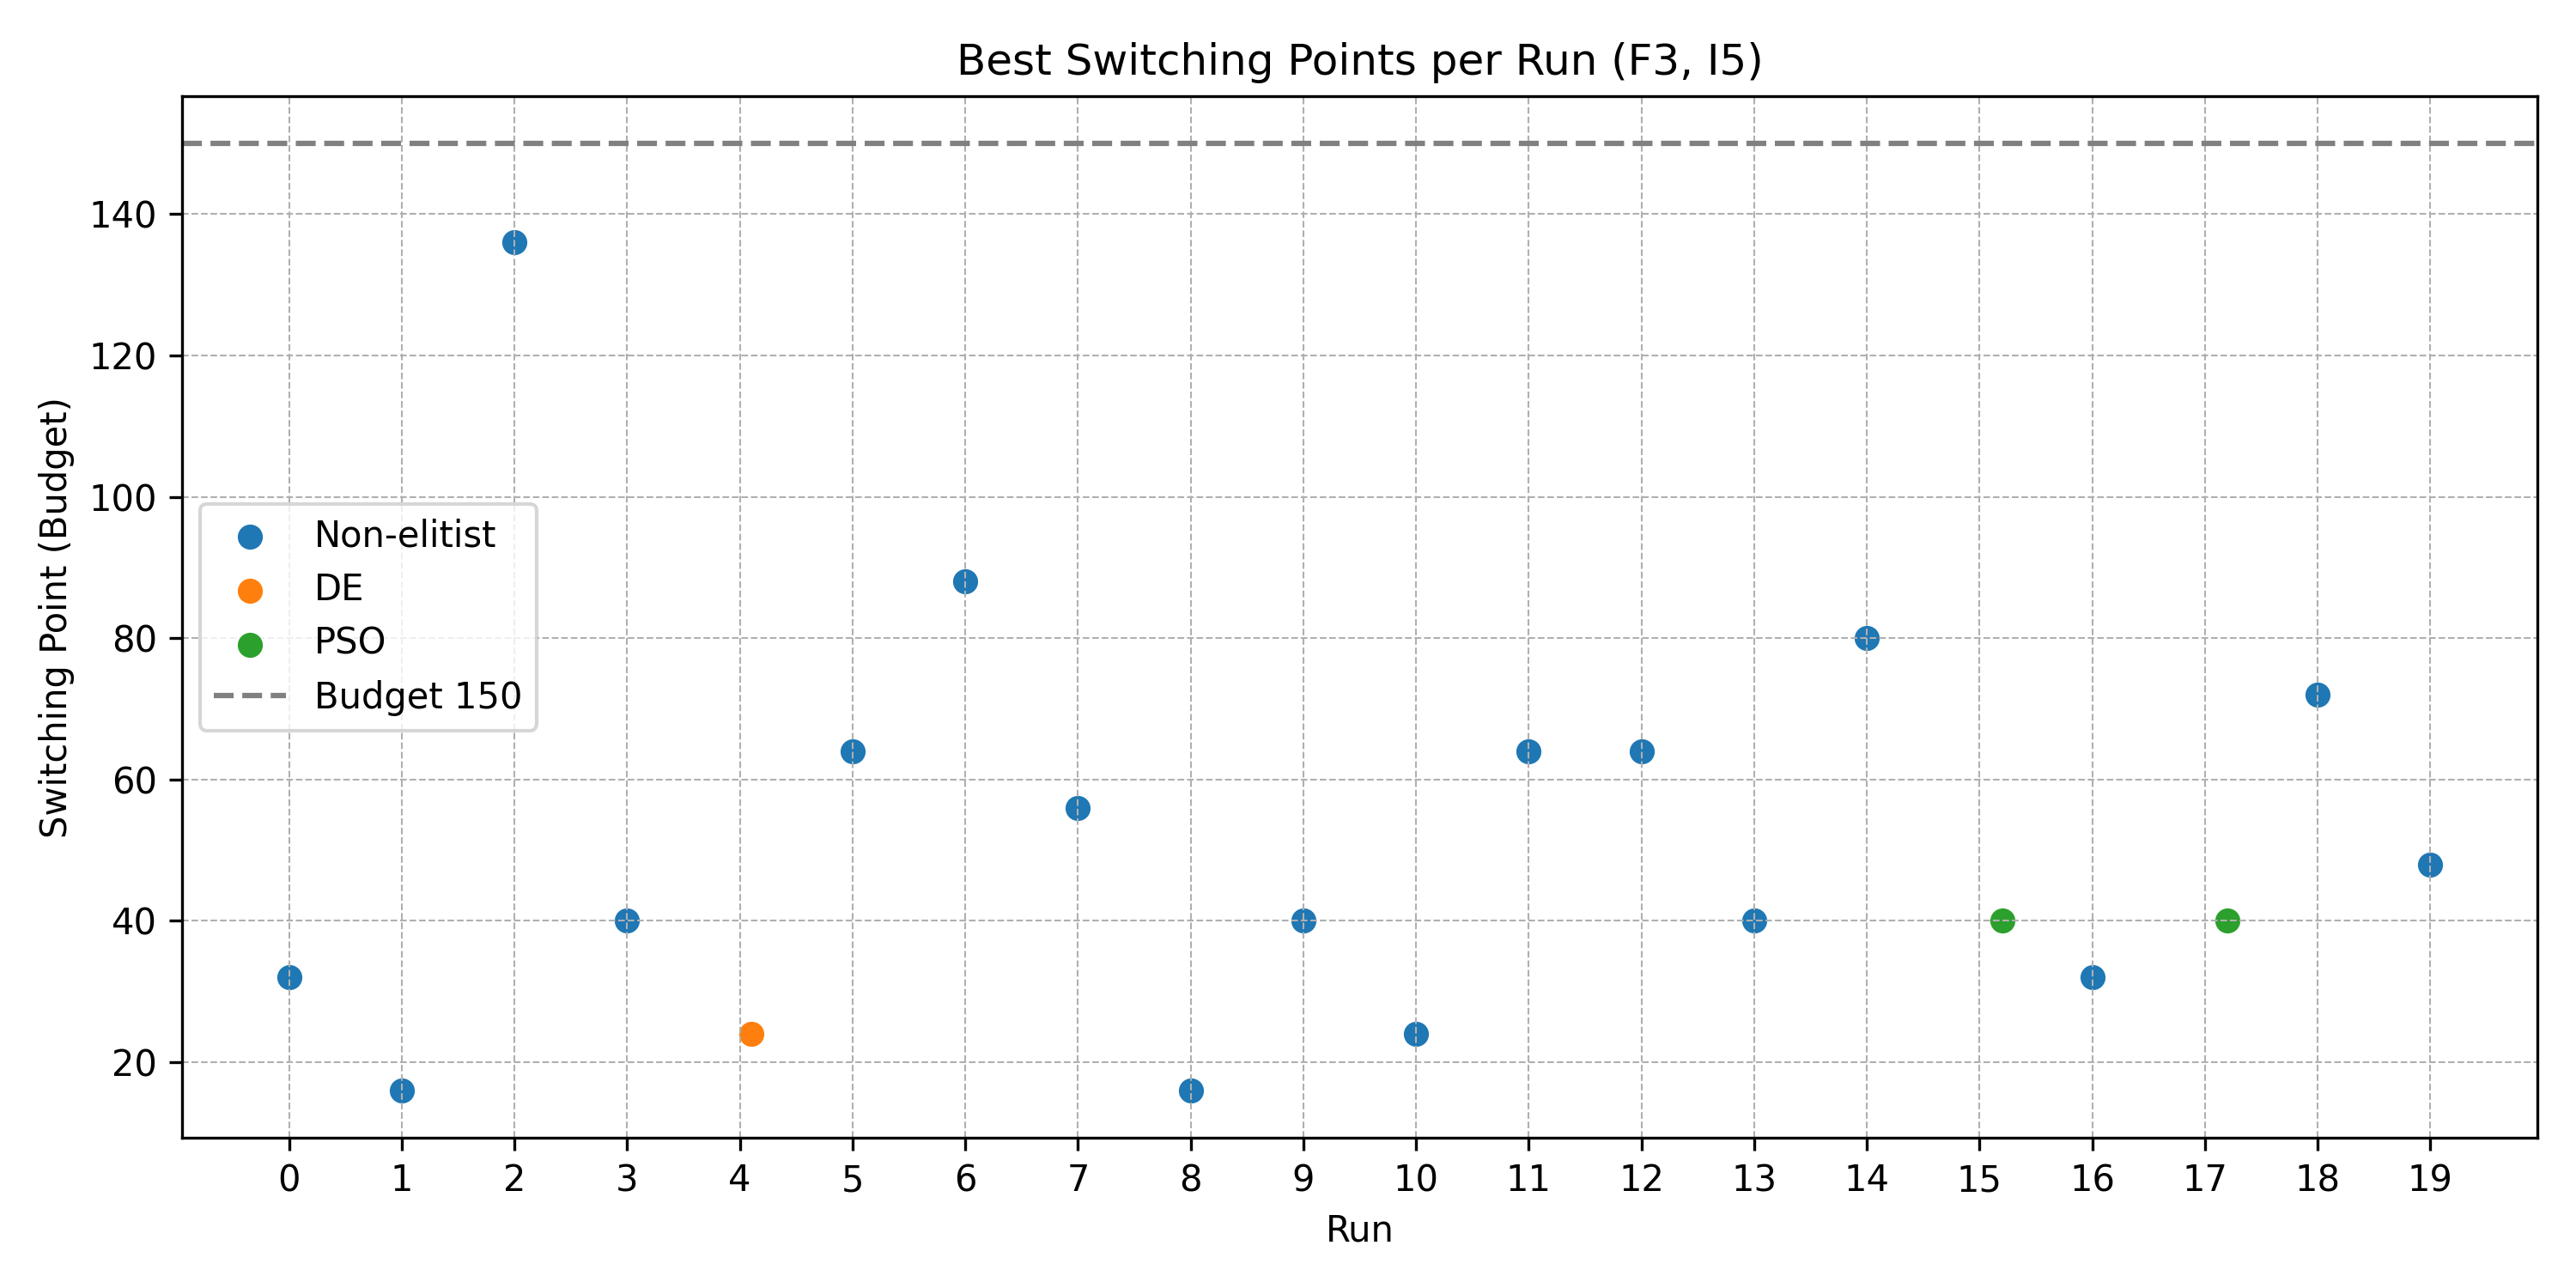 Best Switching Points per Run (F3, I5)
Switching Point (Budget)
140
120
100
80
60
40
20
Non-elitist
DE
PSO
Budget 150
0 1 2 3 4 5 6 7 8 9 10 11 12 13 14 15 16 17 18 19
Run